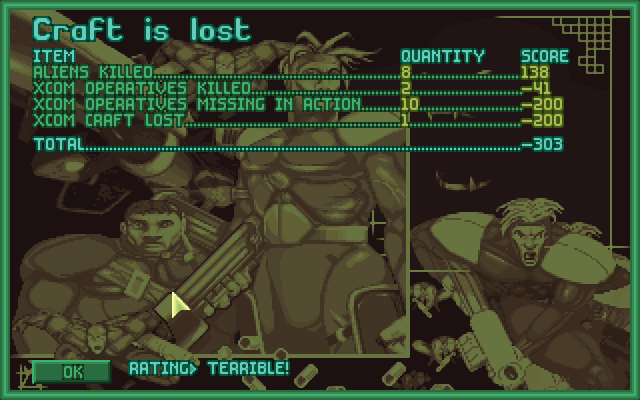 Craft is lost
ITEM QUANTITY SCORE
ALIENS KILLED 8 138
XCOM OPERATIVES KILLED 2 -41
XCOM OPERATIVES MISSING IN ACTION 10 -200
XCOM CRAFT LOST 1 -200
TOTAL -303
OK RATING> TERRIBLE!